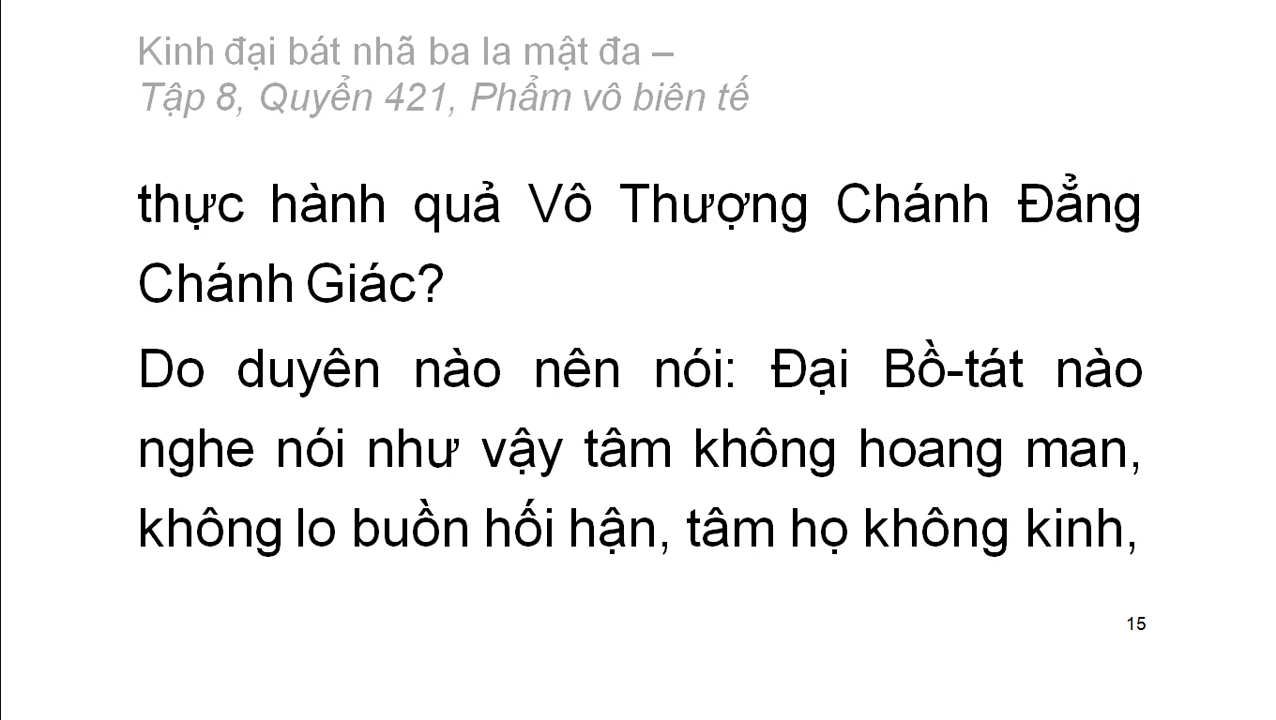 Kinh đại bát nhã ba la mật đa –
Tập 8, Quyển 421, Phẩm vô biên tế
thực hành quả Vô Thượng Chánh Đẳng
Chánh Giác?
Do duyên nào nên nói: Đại Bồ-tát nào
nghe nói như vậy tâm không hoang man,
không lo buồn hối hận, tâm họ không kinh,
15